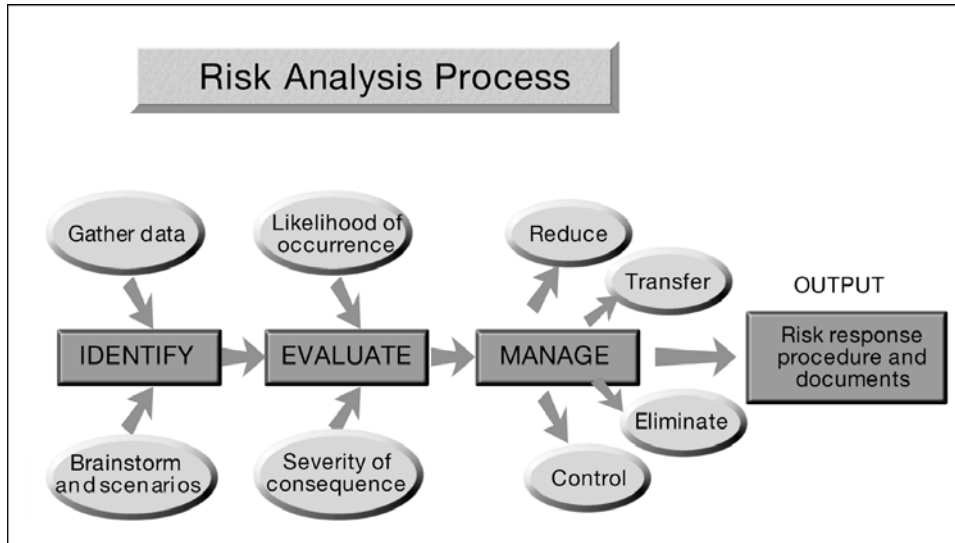 Risk Analysis Process
Gather data
Likelihood of
occurrence
Reduce
Transfer
OUTPUT
IDENTIFY
EVALUATE
MANAGE
Risk response
procedure and
documents
Brainstorm
and scenarios
Severity of
consequence
Control
Eliminate